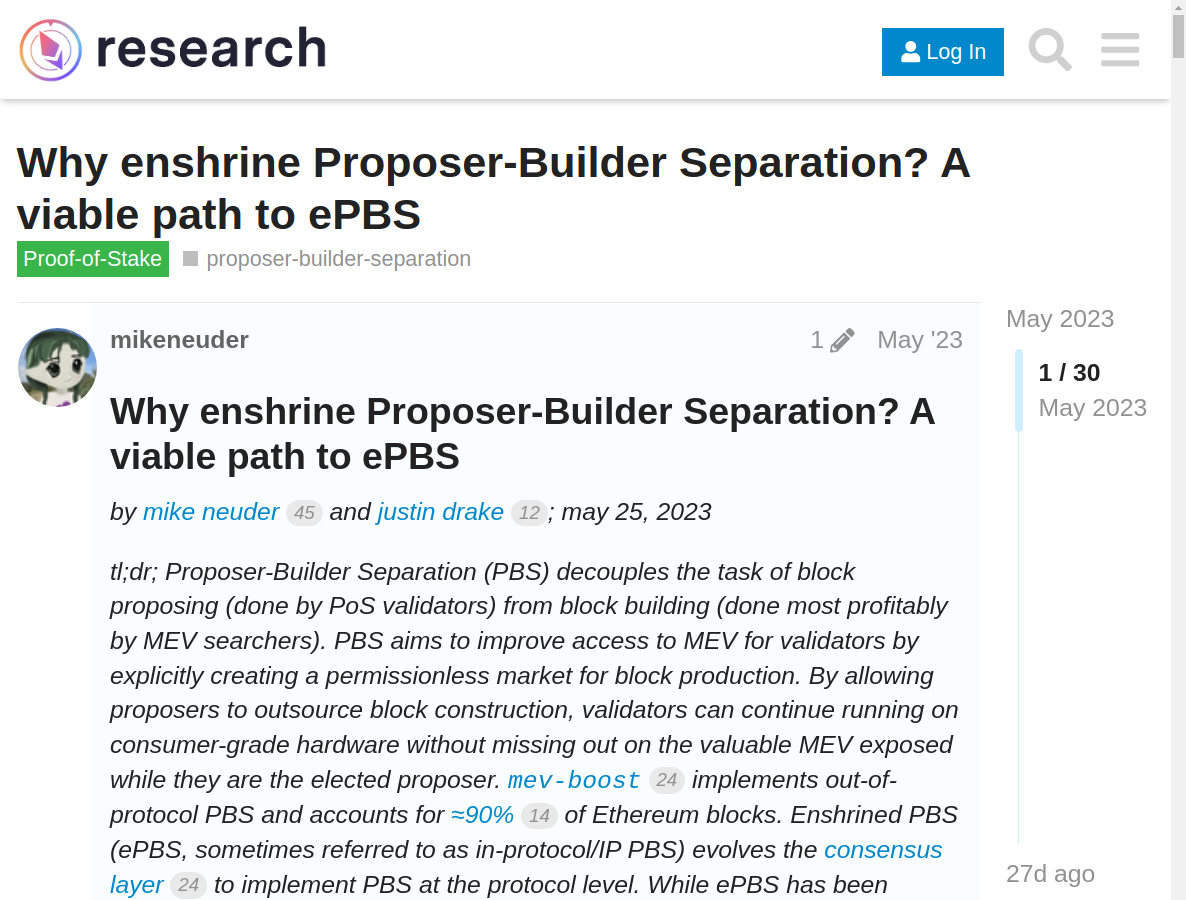 research
Log In
Why enshrine Proposer-Builder Separation? A
viable path to ePBS
Proof-of-Stake proposer-builder-separation
mikeneuder 1 May '23
Why enshrine Proposer-Builder Separation? A
viable path to ePBS
by mike neuder 45 and justin drake 12; may 25, 2023
tl;dr; Proposer-Builder Separation (PBS) decouples the task of block
proposing (done by PoS validators) from block building (done most profitably
by MEV searchers). PBS aims to improve access to MEV for validators by
explicitly creating a permissionless market for block production. By allowing
proposers to outsource block construction, validators can continue running on
consumer-grade hardware without missing out on the valuable MEV exposed
while they are the elected proposer. mev-boost 24 implements out-of-
protocol PBS and accounts for ≈90% 14 of Ethereum blocks. Enshrined PBS
(ePBS, sometimes referred to as in-protocol/IP PBS) evolves the consensus
layer 24 to implement PBS at the protocol level. While ePBS has been
May 2023
1 / 30
May 2023
27d ago